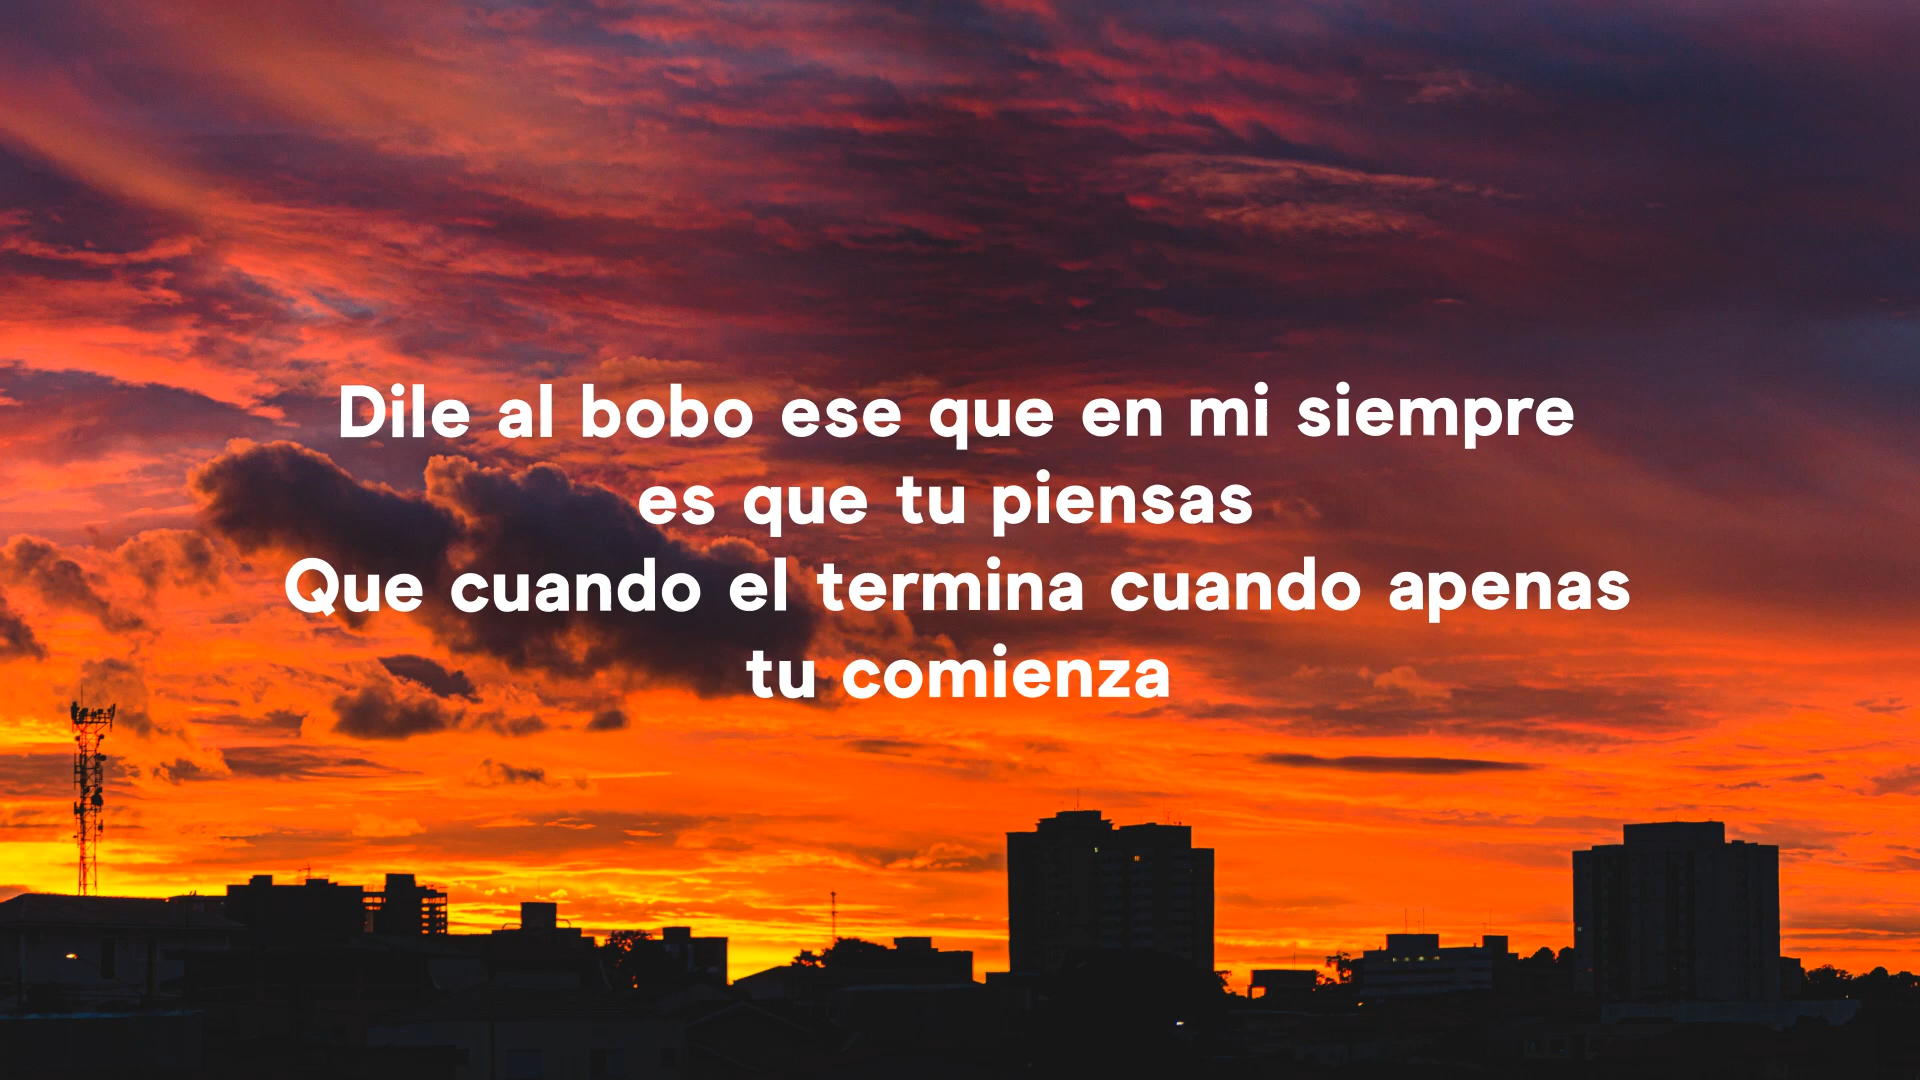 Dile al bobo ese que en mi siempre
es que tu piensas
Que cuando el termina cuando apenas
tu comienza